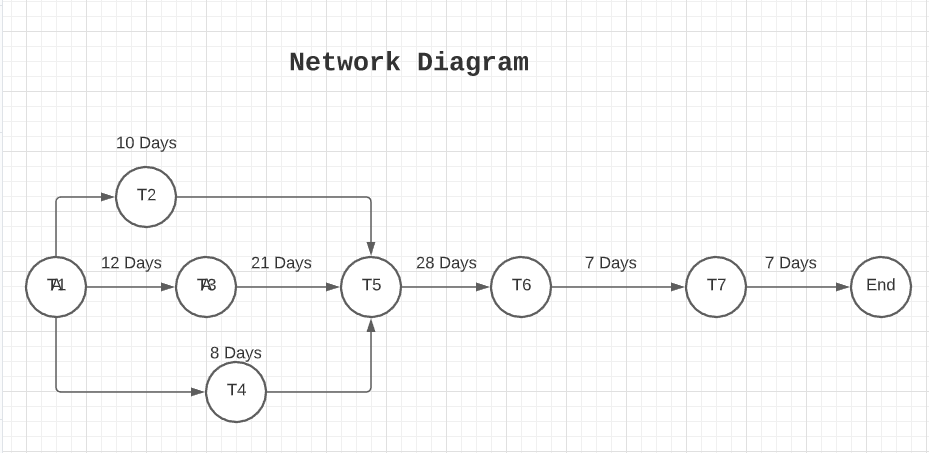 Network Diagram
10 Days
T2
12 Days
21 Days
28 Days
7 Days
7 Days
T5
T6
T7
End
8 Days
T4